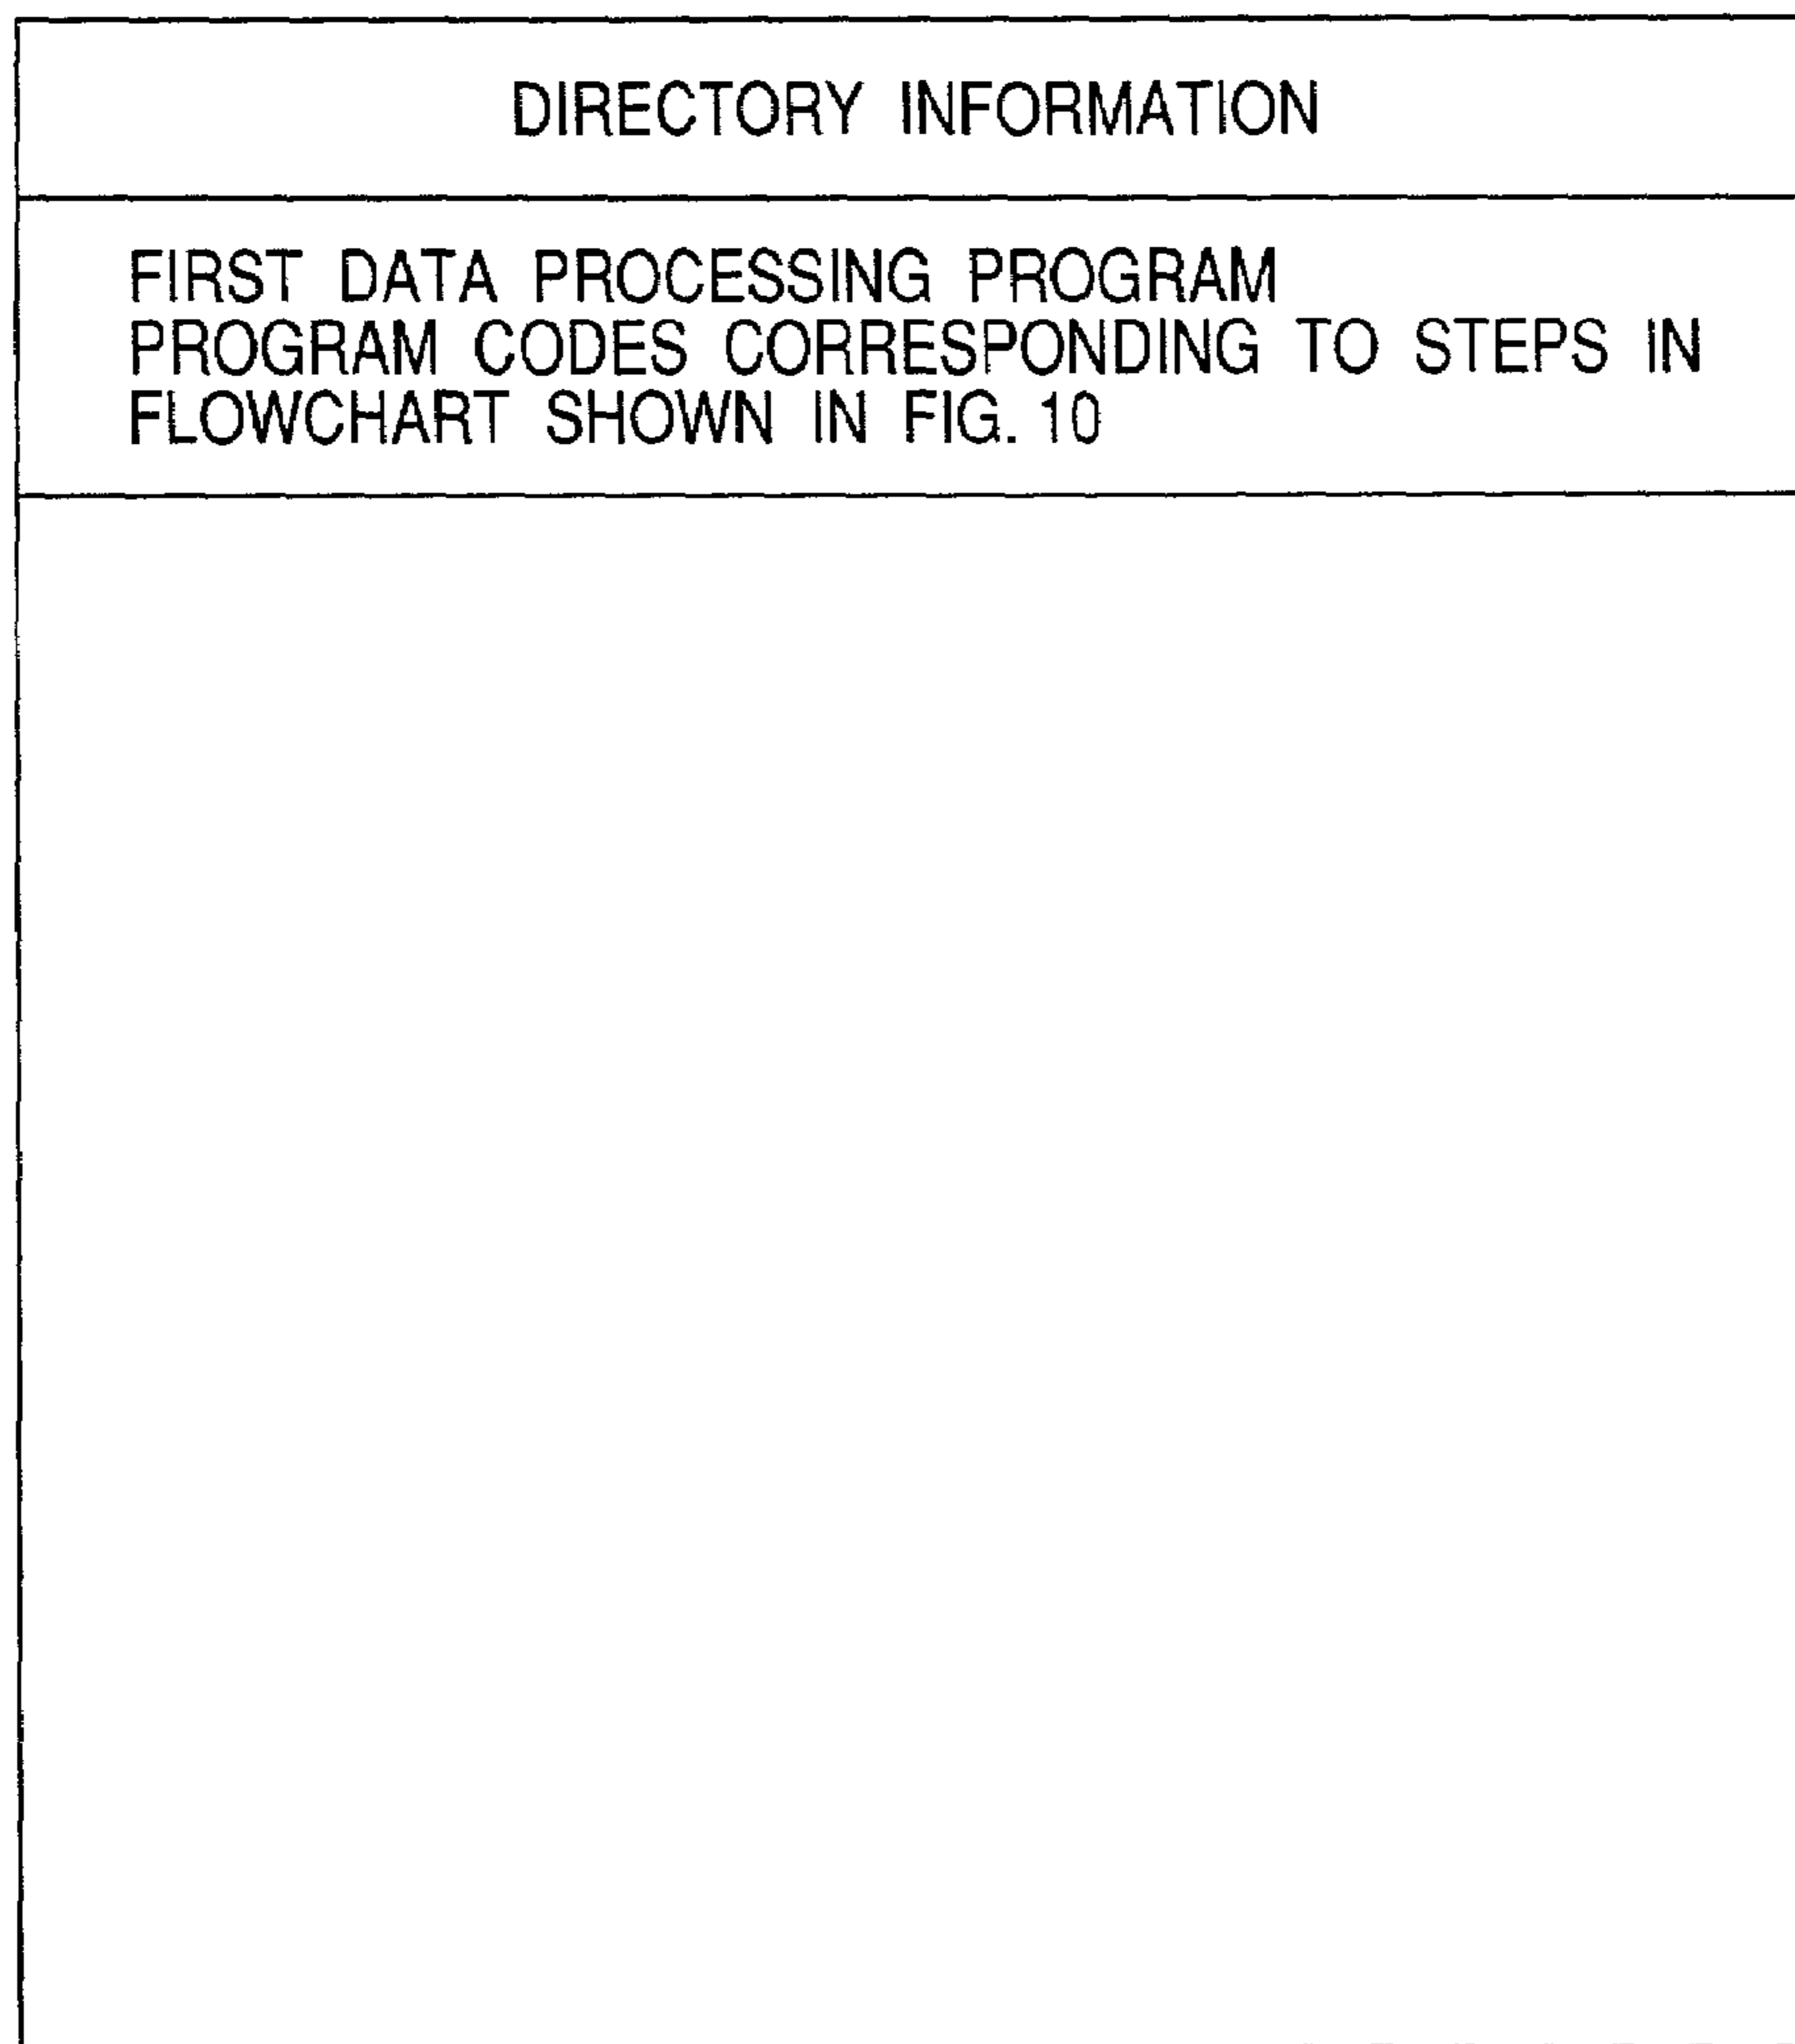 DIRECTORY INFORMATION
FIRST DATA PROCESSING PROGRAM
PROGRAM CODES CORRESPONDING TO STEPS IN
FLOWCHART SHOWN IN FIG. 10